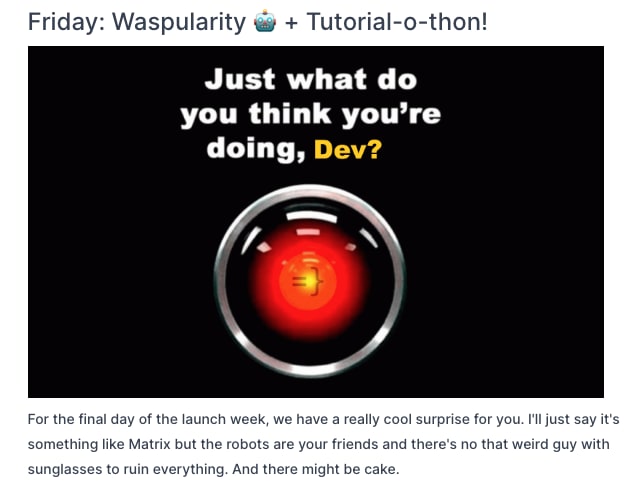 Friday: Waspularity 🤖 + Tutorial-o-thon!
Just what do
you think you’re
doing, Dev?
=}
For the final day of the launch week, we have a really cool surprise for you. I'll just say it's
something like Matrix but the robots are your friends and there's no that weird guy with
sunglasses to ruin everything. And there might be cake.